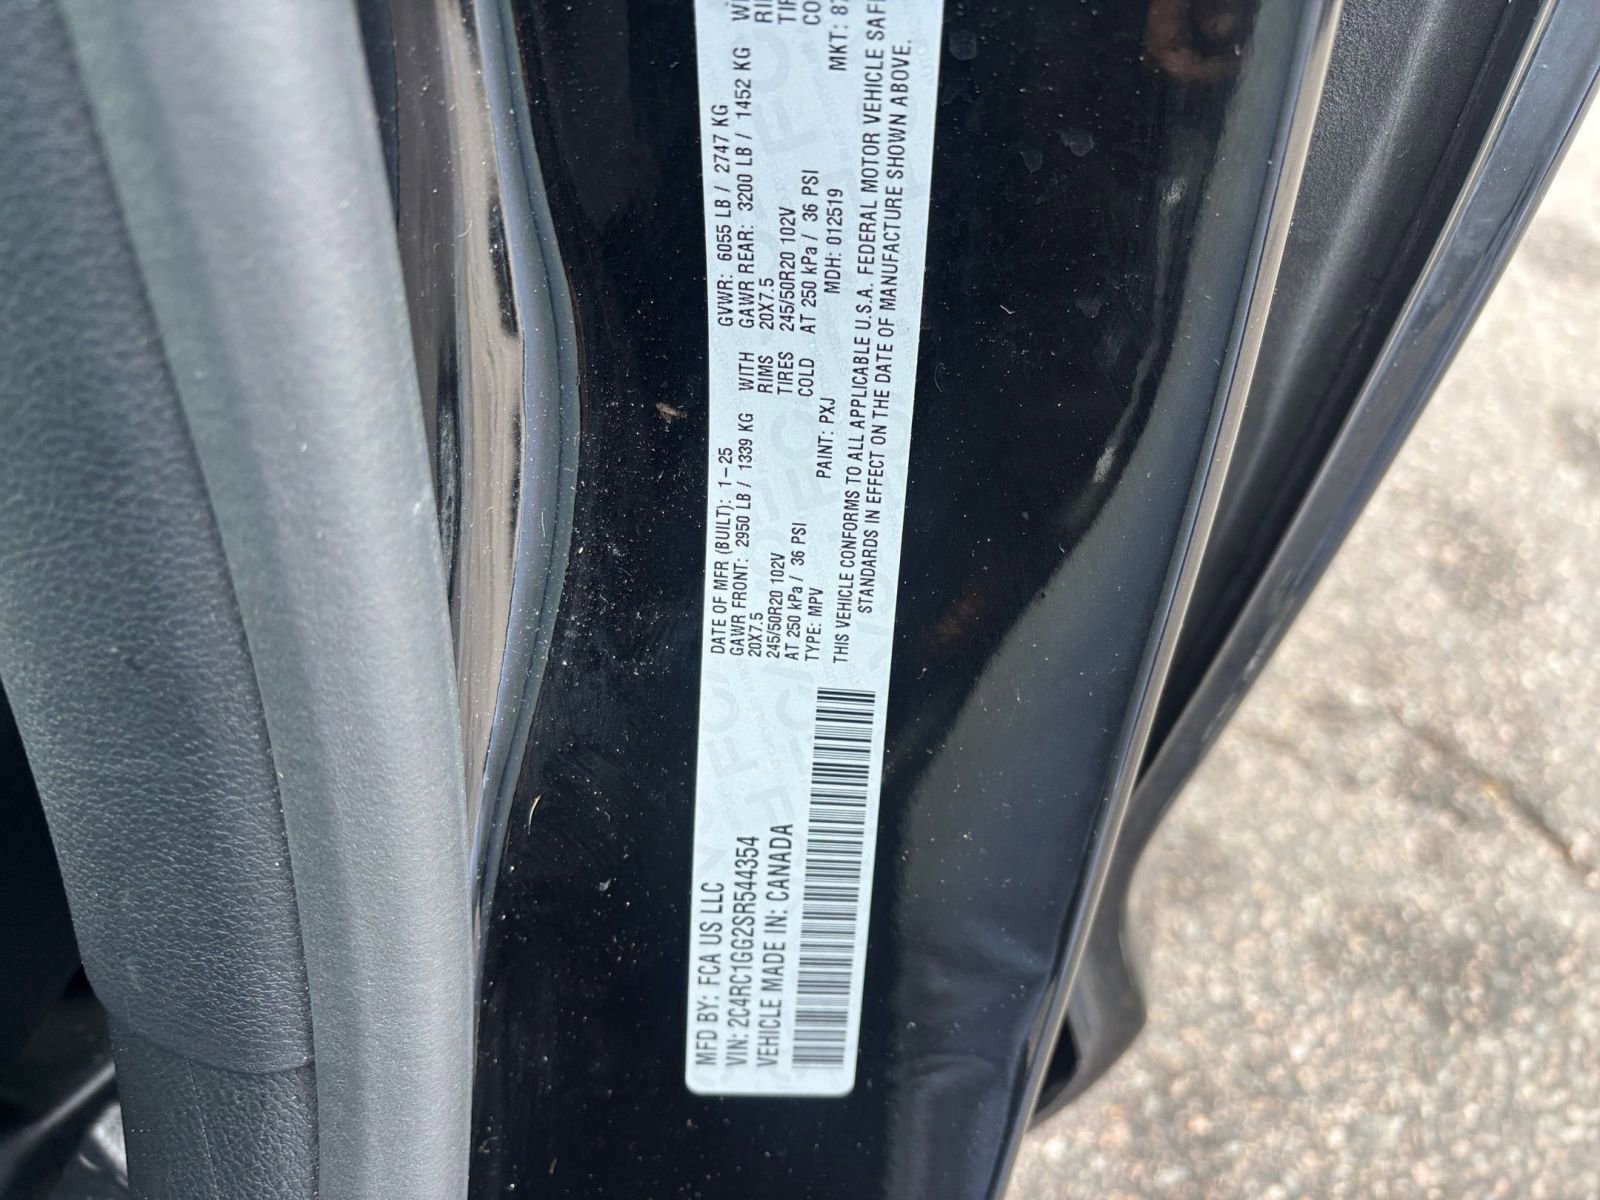 MFD BY: FCA US LLC
VIN: 2C4RC1GG2SR544354
VEHICLE MADE IN: CANADA
DATE OF MFR (BUILT): 1-25 GVWR: 6055 LB / 2747 KG
GAWR FRONT: 2950 LB / 1339 KG WITH GAWR REAR: 3200 LB / 1452 KG
20X7.5 RIMS 20X7.5
245/50R20 102V TIRES 245/50R20 102V
AT 250 kPa / 36 PSI COLD AT 250 kPa / 36 PSI
TYPE: MPV PAINT: PXJ MDH: 012519 MKT:
THIS VEHICLE CONFORMS TO ALL APPLICABLE U.S.A. FEDERAL MOTOR VEHICLE
STANDARDS IN EFFECT ON THE DATE OF MANUFACTURE SHOWN ABOVE.